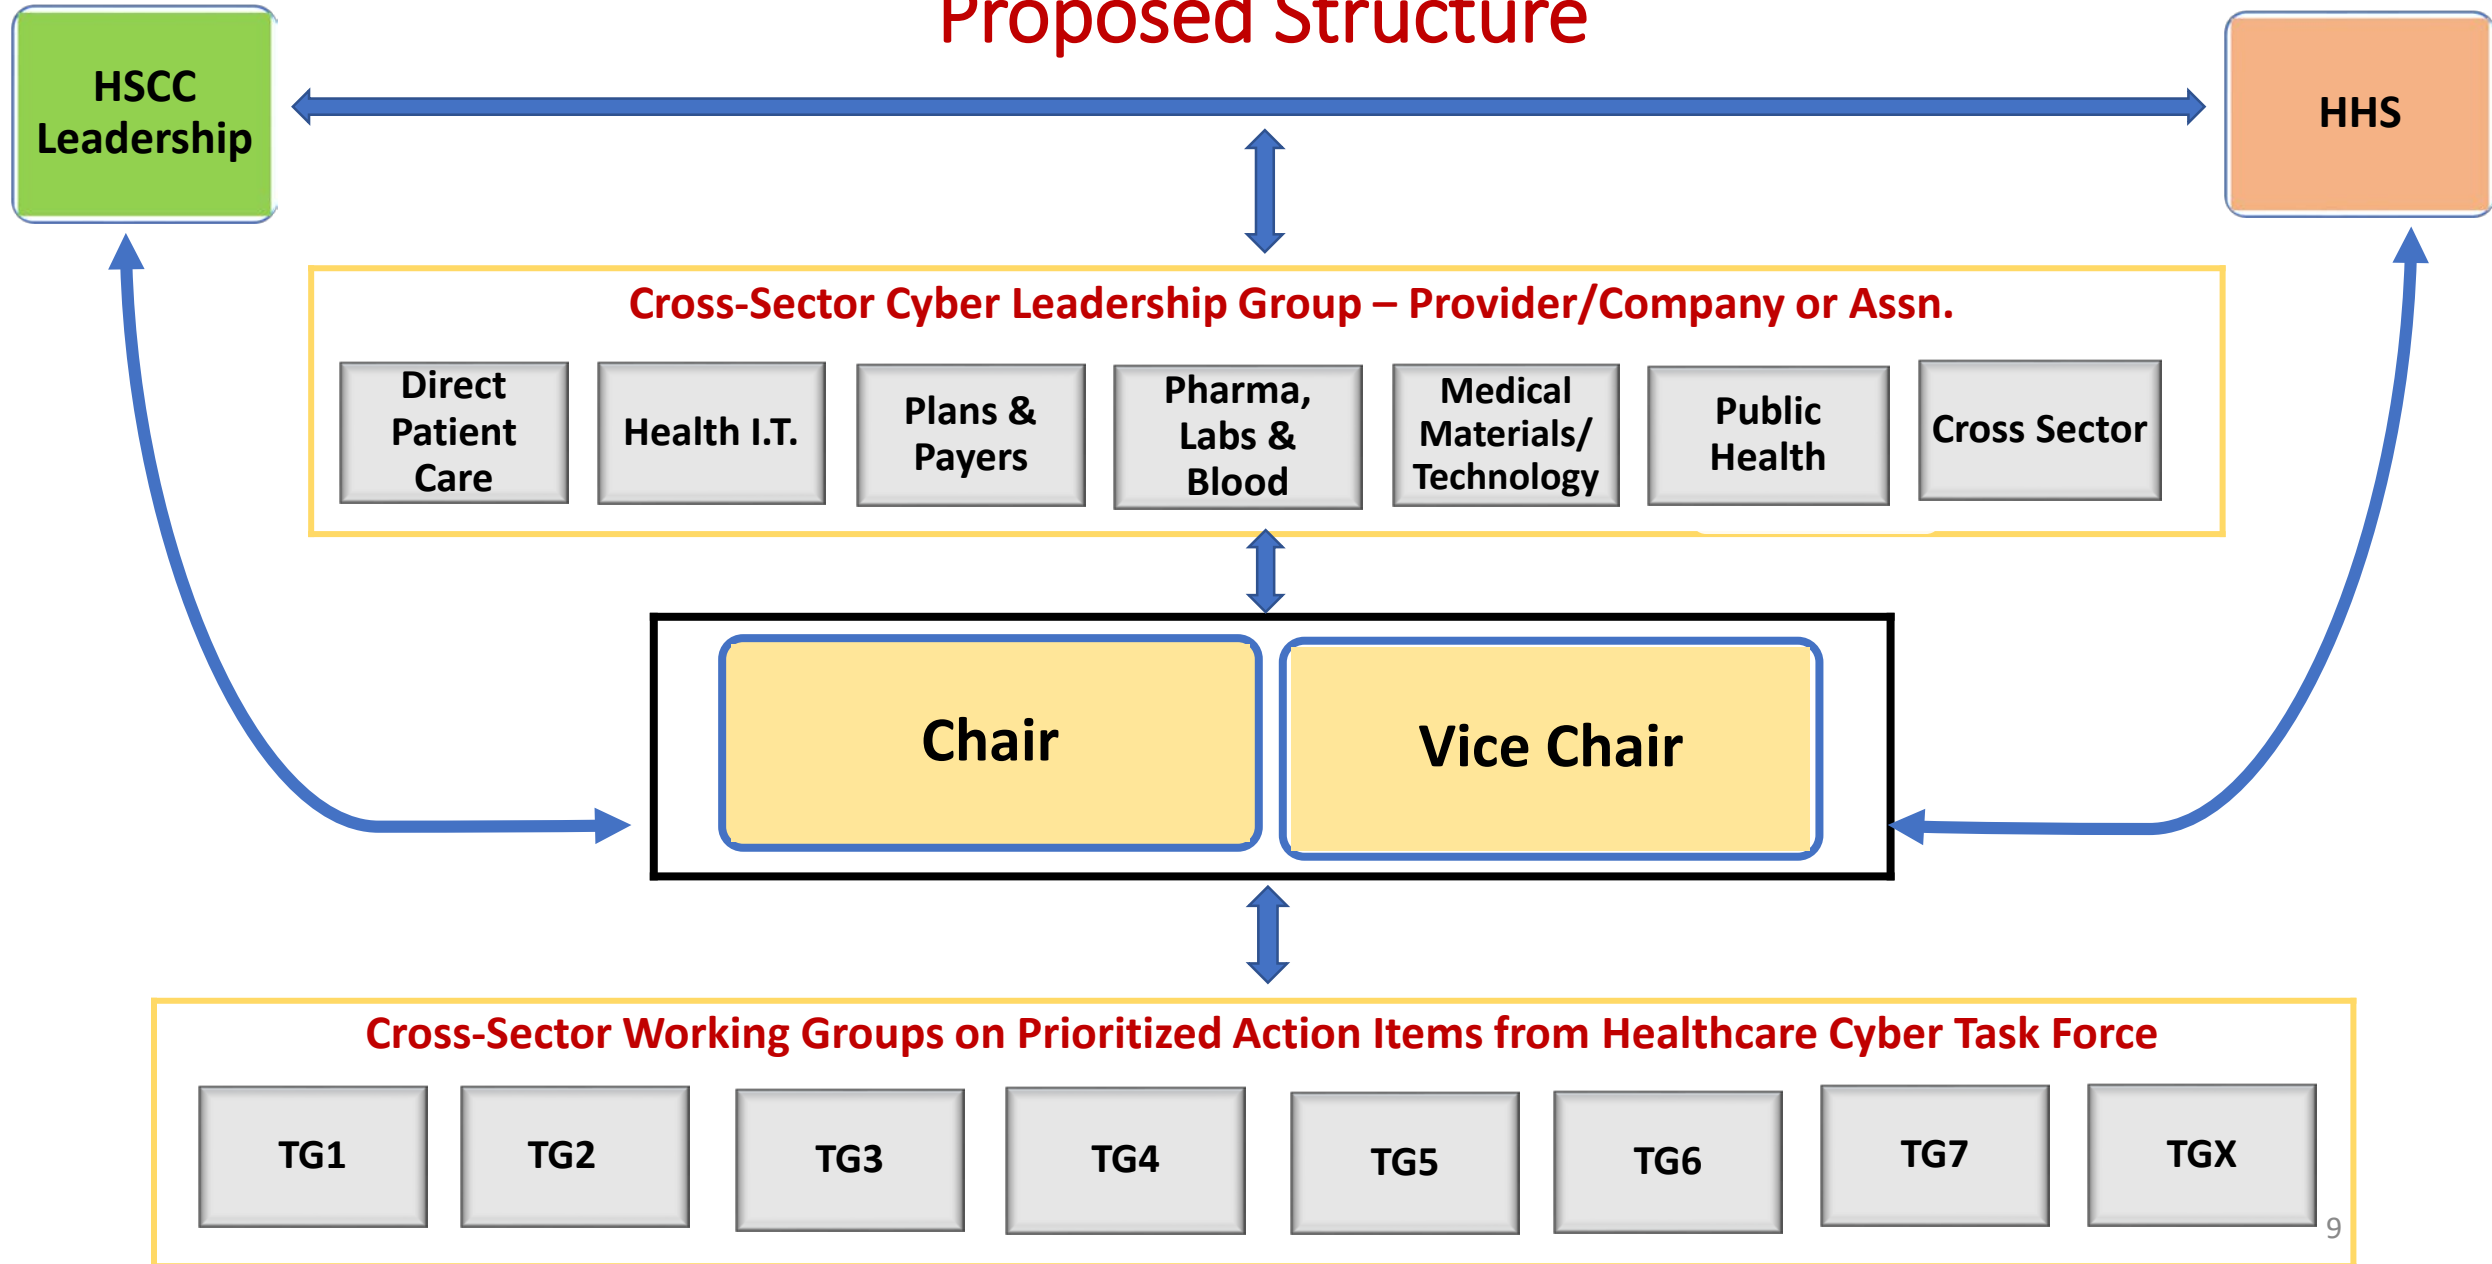 Proposed Structure
HSCC
Leadership
HHS
Cross-Sector Cyber Leadership Group – Provider/Company or Assn.
Direct
Patient
Care
Health I.T.
Plans &
Payers
Pharma,
Labs &
Blood
Medical
Materials/
Technology
Public
Health
Cross Sector
Chair
Vice Chair
Cross-Sector Working Groups on Prioritized Action Items from Healthcare Cyber Task Force
TG1
TG2
TG3
TG4
TG5
TG6
TG7
TGX
9